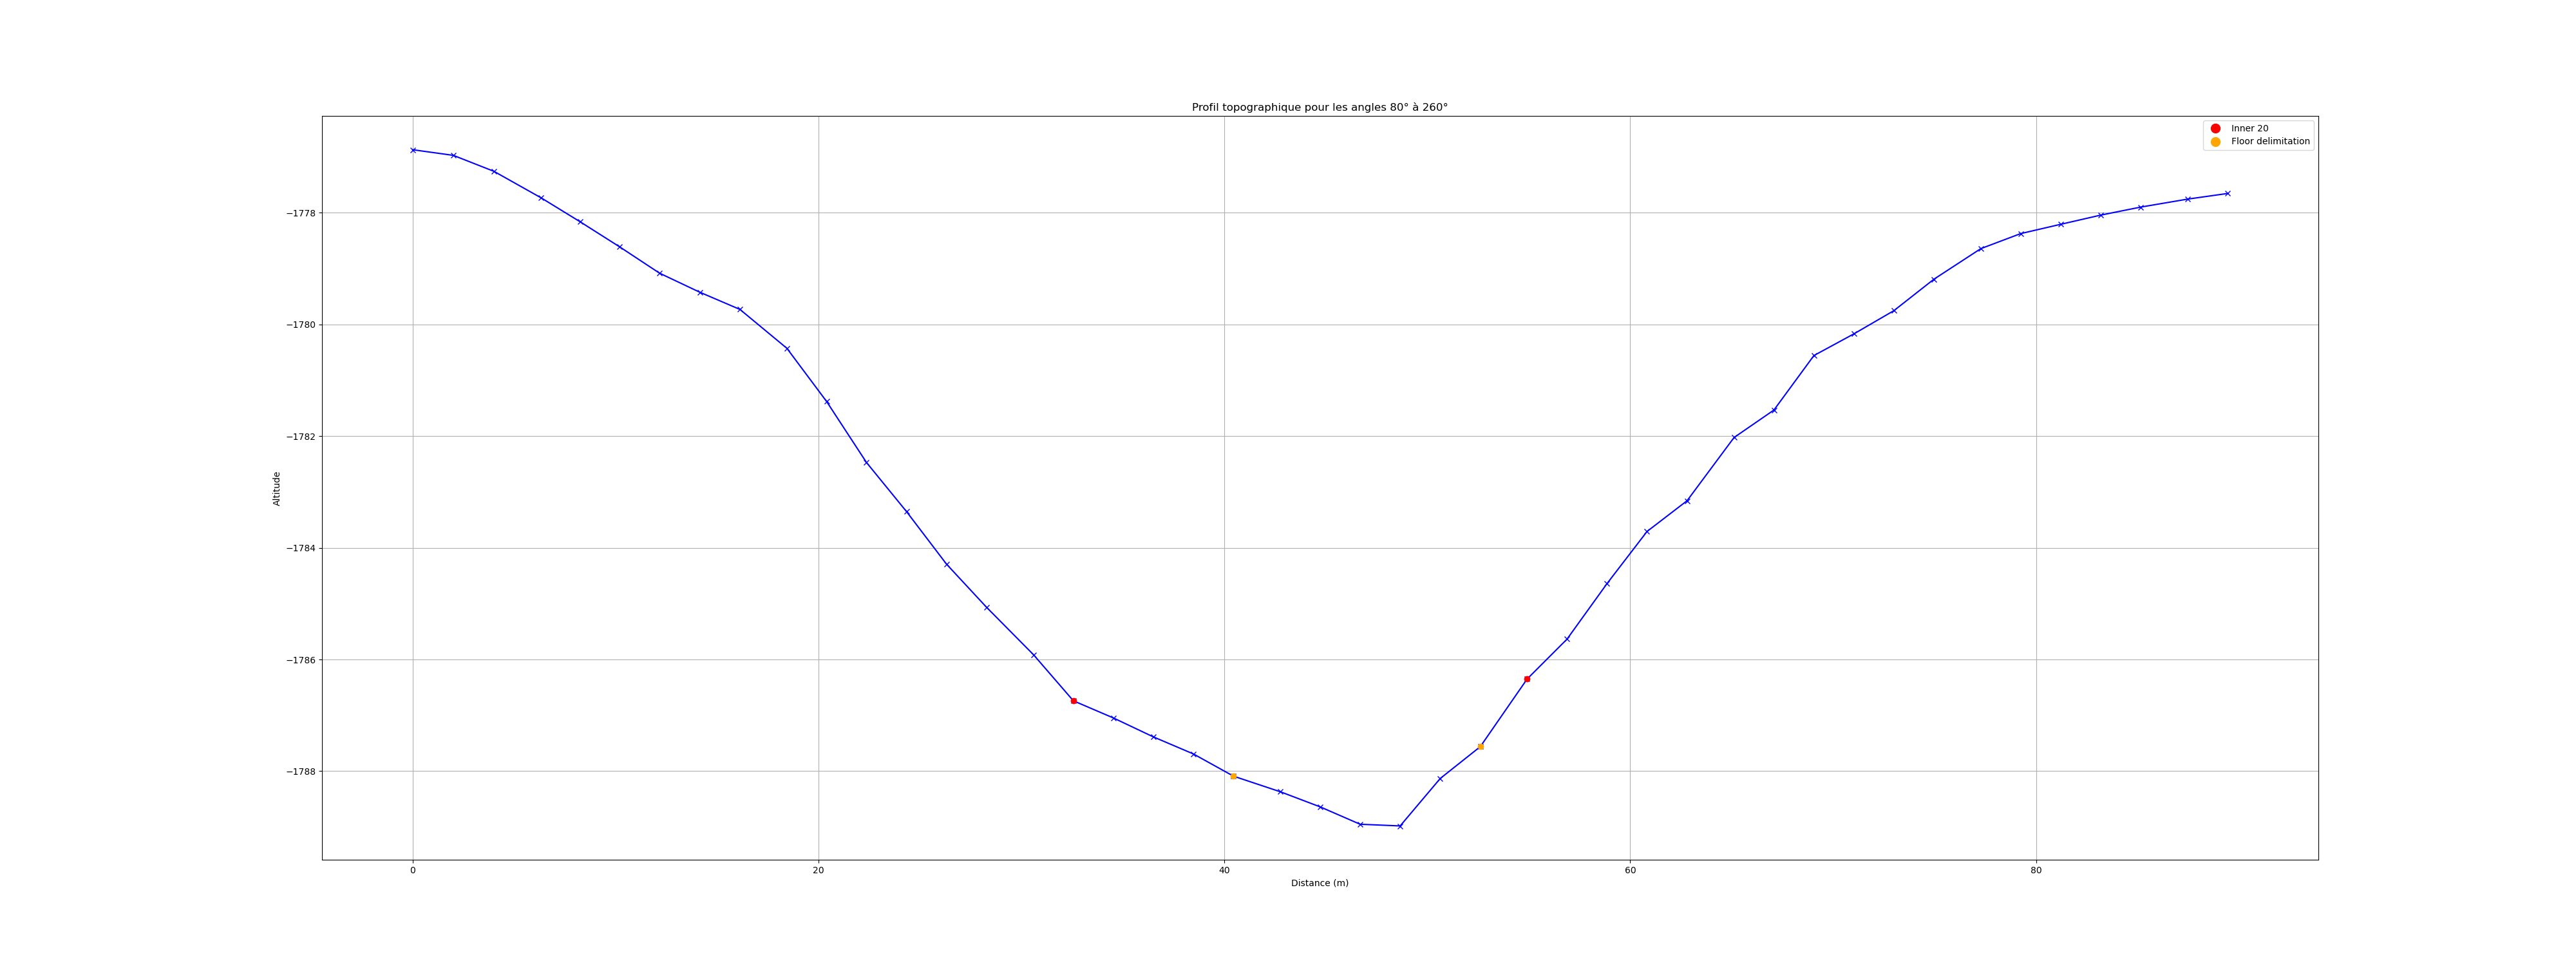 Profil topographique pour les angles 80° à 260°
Inner 20
Floor delimitation
−1778
−1780
−1782
−1784
−1786
−1788
Altitude
0 20 40 60 80
Distance (m)